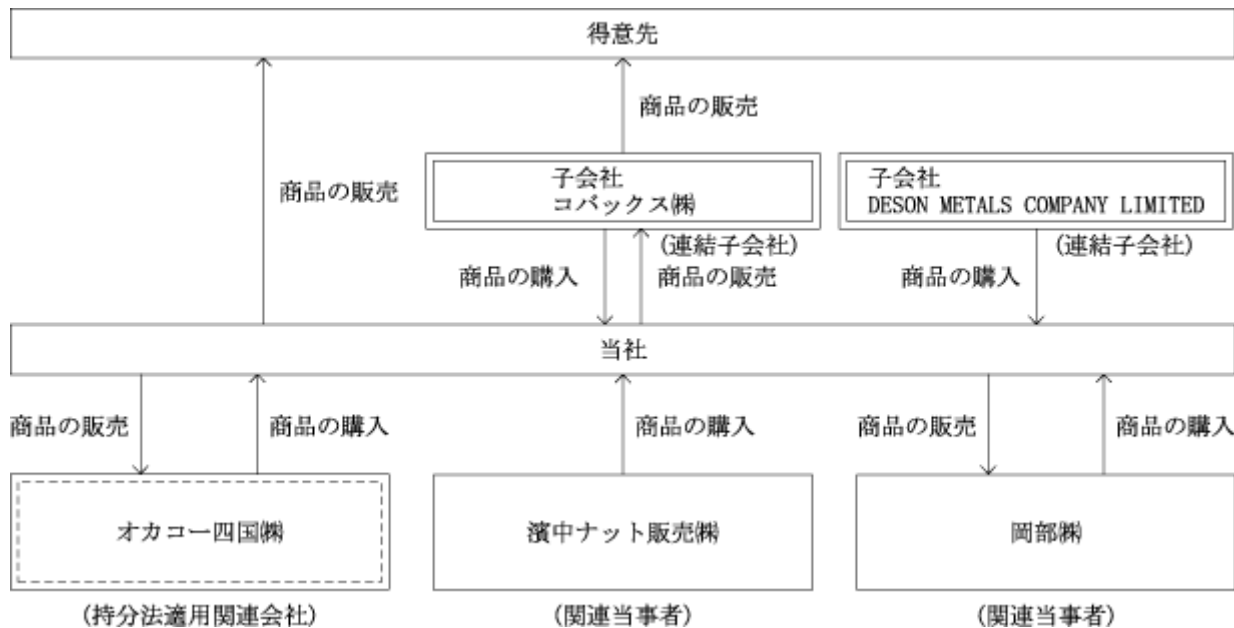 得意先
商品の販売
商品の販売
子会社
コバックス㈱
子会社
DESON METALS COMPANY LIMITED
(連結子会社)
(連結子会社)
商品の購入
商品の販売
商品の購入
当社
商品の販売
商品の購入
商品の購入
商品の販売
商品の購入
オカコー四国㈱
濱中ナット販売㈱
岡部㈱
(持分法適用関連会社)
(関連当事者)
(関連当事者)